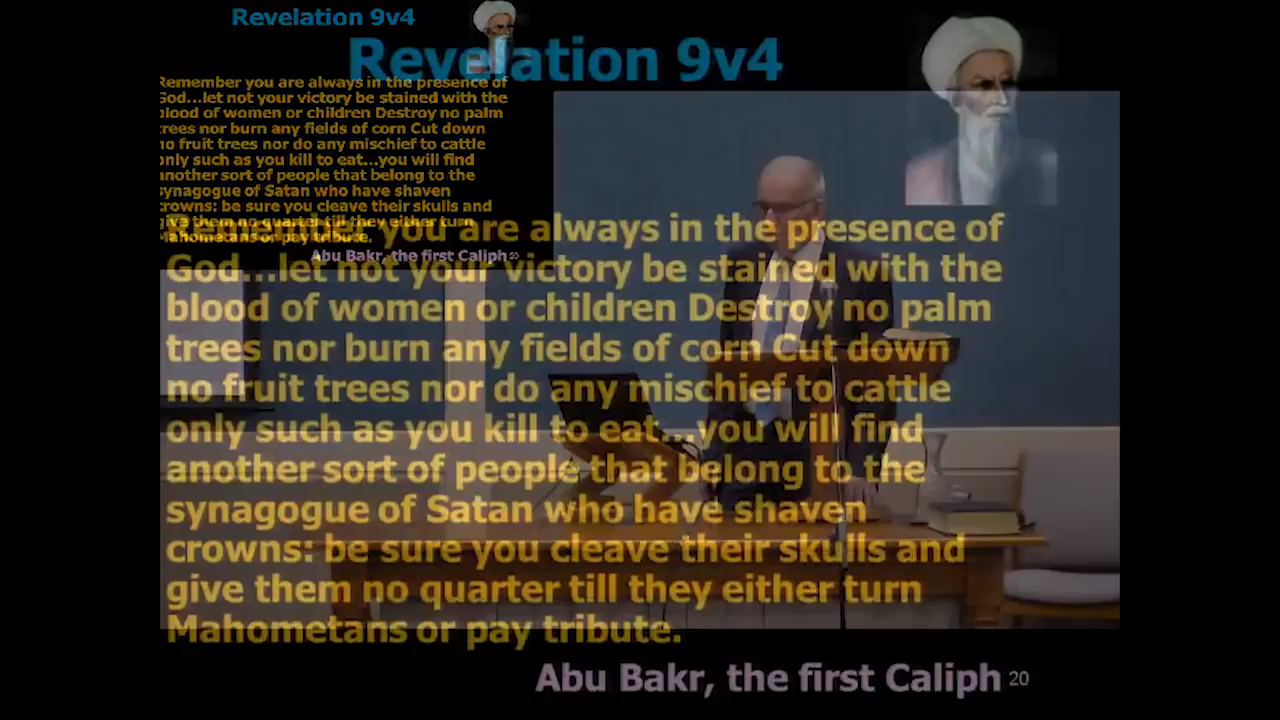 Revelation 9v4
Remember you are always in the presence of
God...let not your victory be stained with the
blood of women or children Destroy no palm
trees nor burn any fields of corn Cut down
no fruit trees nor do any mischief to cattle
only such as you kill to eat...you will find
another sort of people that belong to the
synagogue of Satan who have shaven
crowns: be sure you cleave their skulls and
give them no quarter till they either turn
Mahometans or pay tribute.
Abu Bakr, the first Caliph 20
Revelation 9v4
Remember you are always in the presence of
God...let not your victory be stained with the
blood of women or children Destroy no palm
trees nor burn any fields of corn Cut down
no fruit trees nor do any mischief to cattle
only such as you kill to eat...you will find
another sort of people that belong to the
synagogue of Satan who have shaven
crowns: be sure you cleave their skulls and
give them no quarter till they either turn
Mahometans or pay tribute.
Abu Bakr, the first Caliph 20